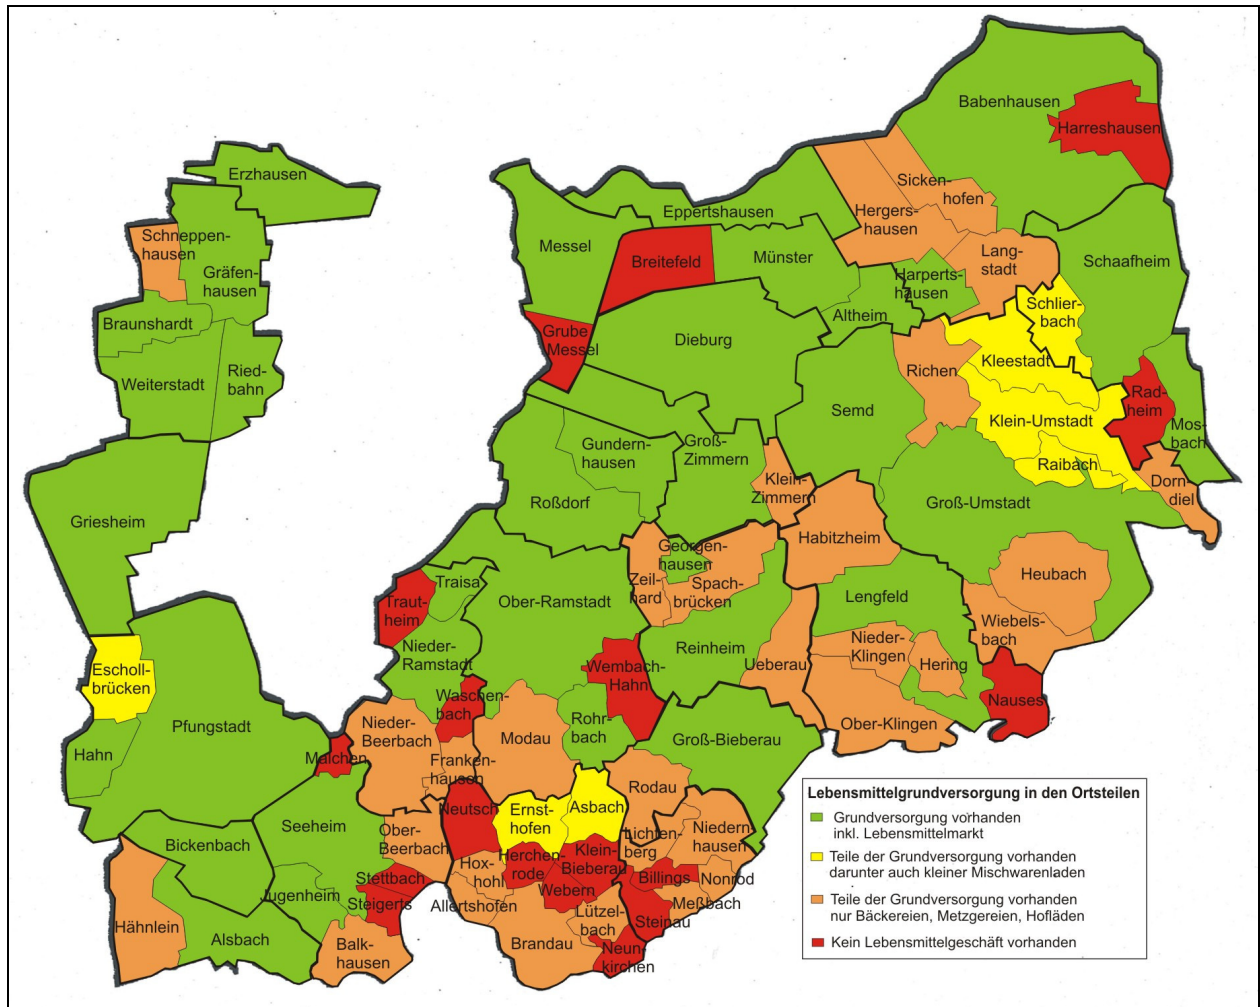 Babenhausen
Harreshausen
Erzhausen
Sicken-
hofen
Eppertshausen
Hergers-
hausen
Schneppen-
hausen
Messel
Breitefeld
Münster
Lang-
stadt
Schaafheim
Gräfen-
hausen
Harperts-
hausen
Schlier-
bach
Braunshardt
Grube
Messel
Altheim
Dieburg
Kleestadt
Weiterstadt
Ried-
bahn
Richen
Rad-
heim
Semd
Klein-Umstadt
Mos-
bach
Gundern-
hausen
Groß-
Zimmern
Raibach
Klein-
Zimmern
Dorn-
diel
Roßdorf
Groß-Umstadt
Griesheim
Habitzheim
Georgen-
hausen
Heubach
Traisa
Zeil-
hard
Spach-
brücken
Traut-
heim
Ober-Ramstadt
Lengfeld
Wiebels-
bach
Nieder-
Ramstadt
Reinheim
Nieder-
Klingen
Eschollbrücken
Wembach-
Hahn
Ueberau
Hering
Waschen-
bach
Nauses
Pfungstadt
Nieder-
Beerbach
Rohr-
bach
Ober-Klingen
Modau
Groß-Bieberau
Hahn
Malchen
Franken-
hausen
Rodau
Neutsch
Ernst-
hofen
Asbach
Seeheim
Ober-
Beerbach
Lichten-
berg
Niedern-
hausen
Bickenbach
Herchen-
rode
Klein-
Bieberau
Hox-
hohl
Stettbach
Billings
Nonrod
Webern
Jugenheim
Steigerts
Allertshofen
Meßbach
Lützel-
bach
Steinau
Hähnlein
Alsbach
Balk-
hausen
Brandau
Neun-
kirchen
Lebensmittelgrundversorgung in den Ortsteilen
Grundversorgung vorhanden
inkl. Lebensmittelmarkt
Teile der Grundversorgung vorhanden
darunter auch kleiner Mischwarenladen
Teile der Grundversorgung vorhanden
nur Bäckereien, Metzgereien, Hofläden
Kein Lebensmittelgeschäft vorhanden